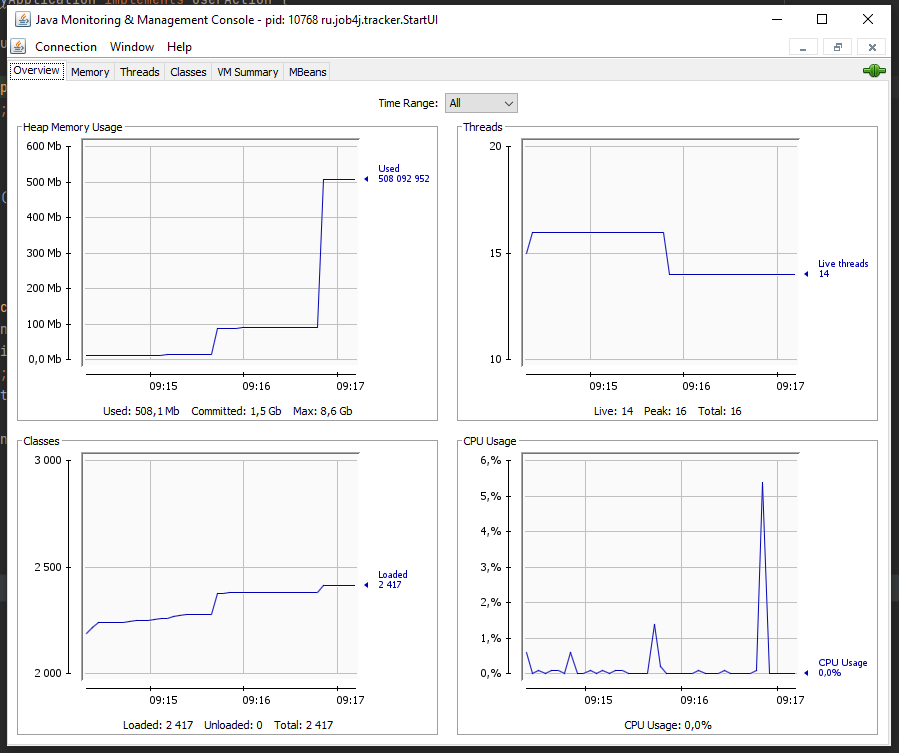 yApplication implements UserAction {
Java Monitoring & Management Console - pid: 10768 ru.job4j.tracker.StartUI
Connection Window Help
Overview Memory Threads Classes VM Summary MBeans
Time Range: All
Heap Memory Usage
600 Mb
500 Mb
400 Mb
300 Mb
200 Mb
100 Mb
0,0 Mb
Used
508 092 952
09:15 09:16 09:17
Used: 508,1 Mb Committed: 1,5 Gb Max: 8,6 Gb
Threads
20
15
10
Live threads
14
09:15 09:16 09:17
Live: 14 Peak: 16 Total: 16
Classes
3 000
2 500
2 000
Loaded
2 417
09:15 09:16 09:17
Loaded: 2 417 Unloaded: 0 Total: 2 417
CPU Usage
6,%
5,%
4,%
3,%
2,%
1,%
0,%
CPU Usage
0,0%
09:15 09:16 09:17
CPU Usage: 0,0%